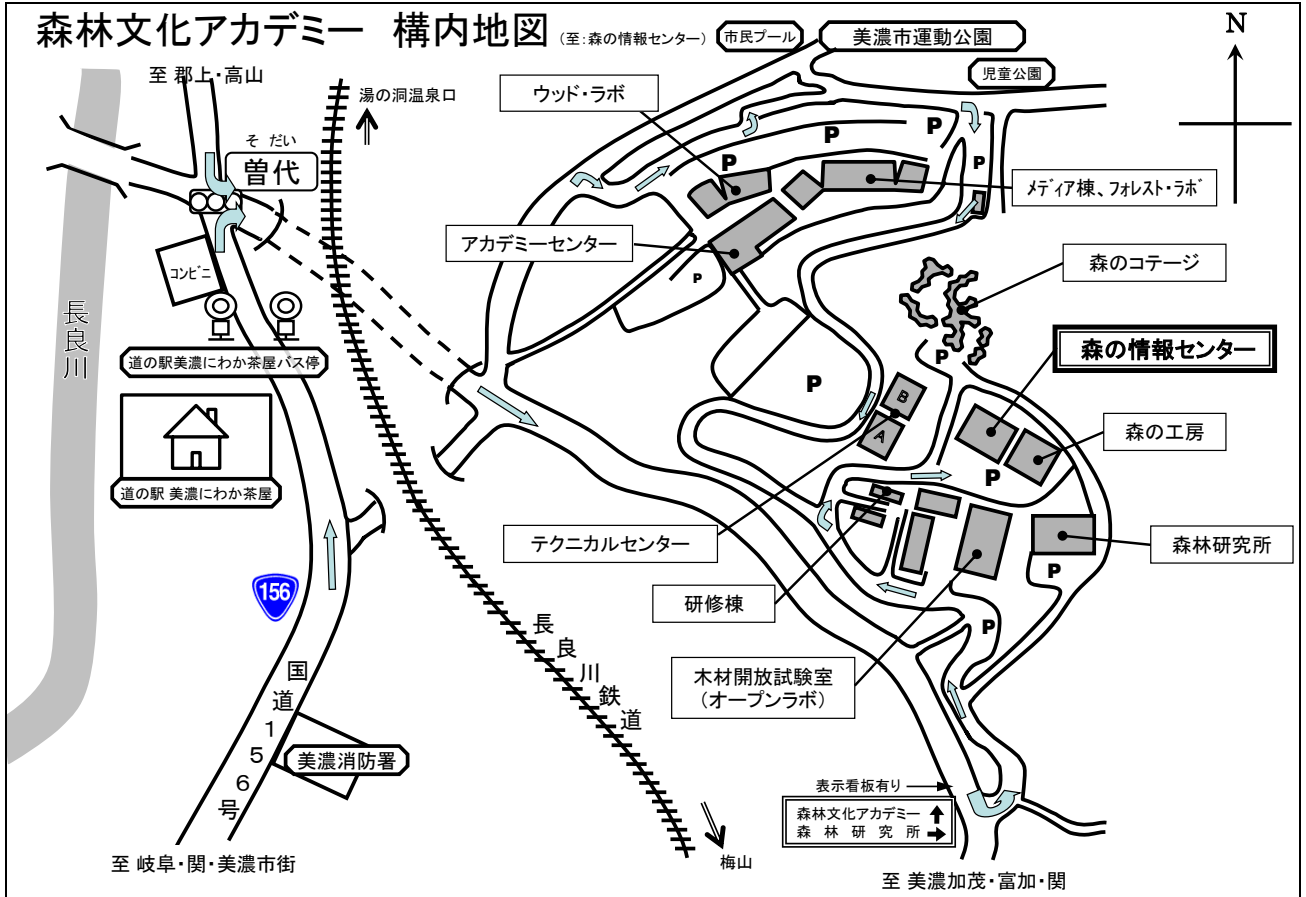 森林文化アカデミー 構内地図 (至:森の情報センター)
市民プール
美濃市運動公園
N
児童公園
至 郡上・高山
湯の洞温泉口
ウッド・ラボ
そ だい
曽代
P
P
P
P
メディア棟、フォレスト・ラボ
アカデミーセンター
コンビニ
P
森のコテージ
長良川
道の駅美濃にわか茶屋バス停
森の情報センター
P
P
B
A
森の工房
道の駅 美濃にわか茶屋
P
テクニカルセンター
森林研究所
P
156
研修棟
P
長良川鉄道
木材開放試験室
(オープンラボ)
国道156号
美濃消防署
表示看板有り
森林文化アカデミー
森林研究所
梅山
至 岐阜・関・美濃市街
至 美濃加茂・富加・関